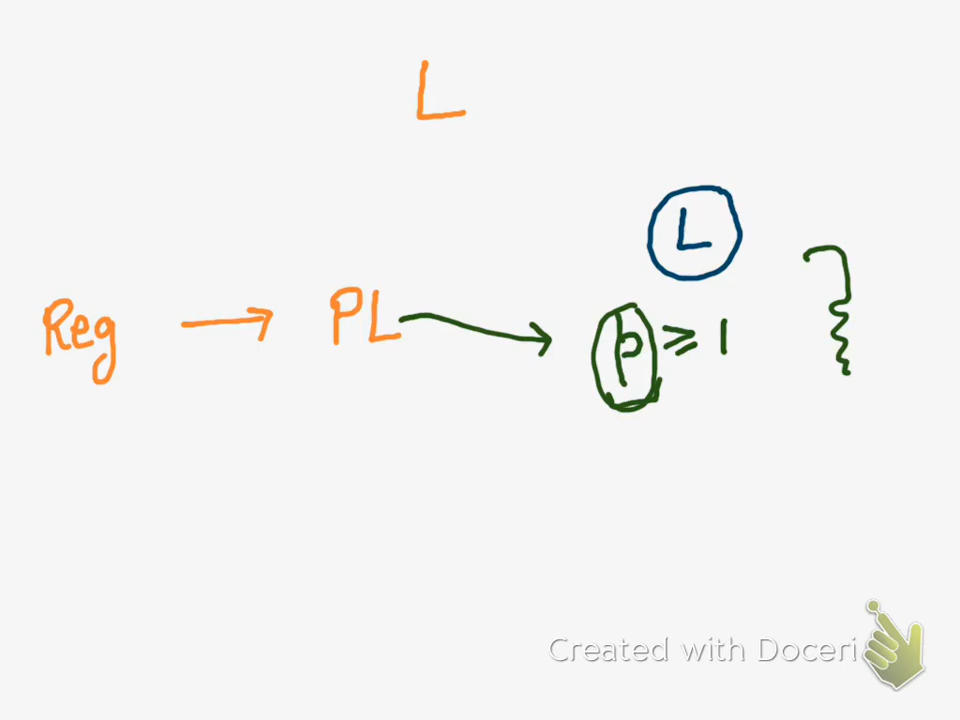 L
L
Reg → PL → p ≥ 1
Created with Doceri